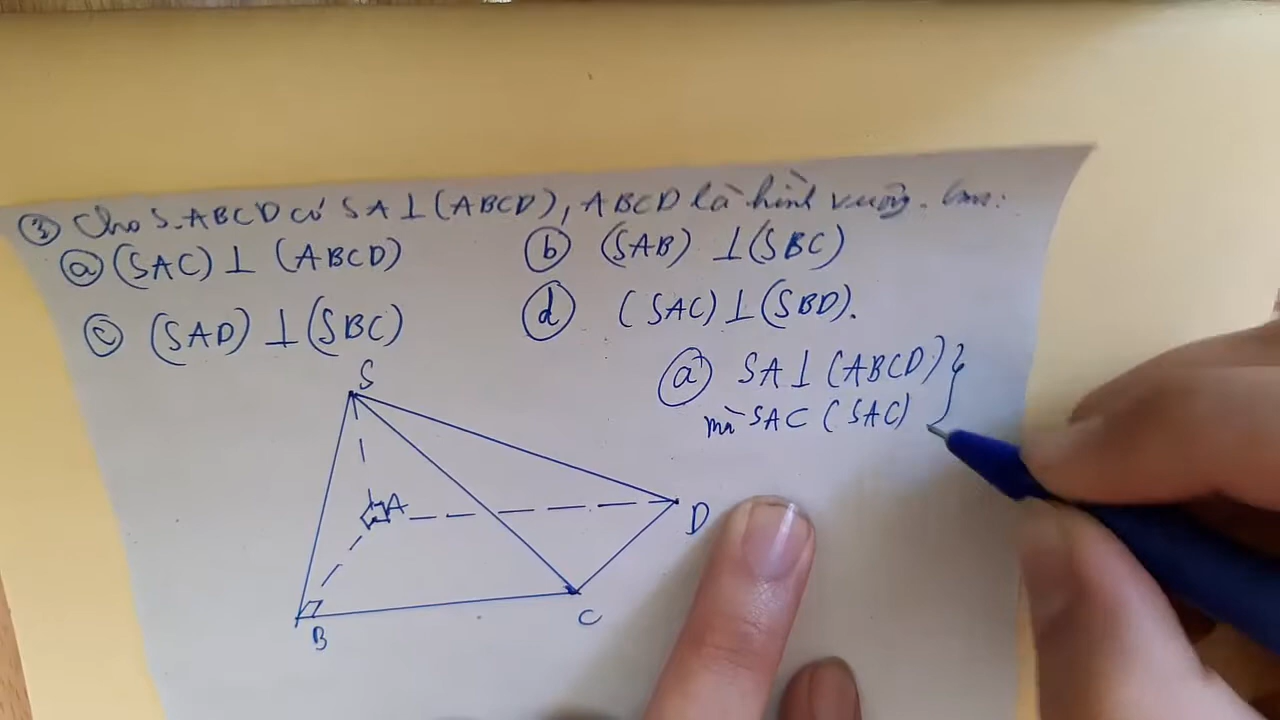 ③ Cho S.ABCD có SA⊥(ABCD), ABCD là hình vuông. Cm:
ⓐ (SAC)⊥(ABCD) ⓑ (SAB)⊥(SBC)
ⓒ (SAD)⊥(SBC) ⓓ (SAC)⊥(SBD).
ⓐ SA⊥(ABCD) }
mà SA⊂(SAC)
S
A
D
B
C